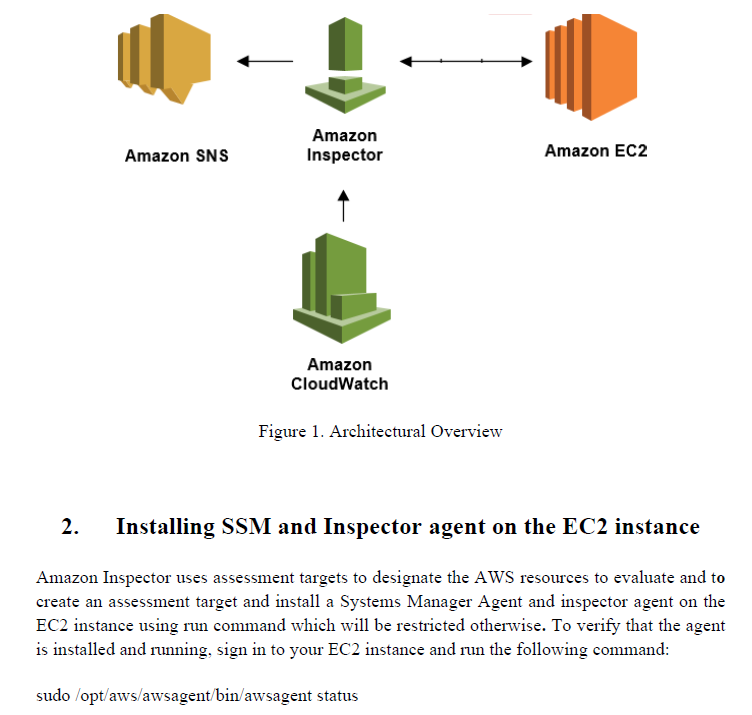 Amazon SNS
Amazon
Inspector
Amazon EC2
Amazon
CloudWatch
Figure 1. Architectural Overview
2. Installing SSM and Inspector agent on the EC2 instance
Amazon Inspector uses assessment targets to designate the AWS resources to evaluate and to
create an assessment target and install a Systems Manager Agent and inspector agent on the
EC2 instance using run command which will be restricted otherwise. To verify that the agent
is installed and running, sign in to your EC2 instance and run the following command:
sudo /opt/aws/awsagent/bin/awsagent status